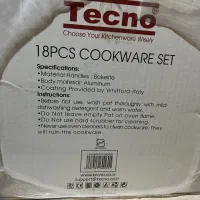 Tecno
Choose Your Kitchenware Wisely
18PCS COOKWARE SET
Specifications:
• Material Handles: Bakelite
• Body material: Aluminum
• Coating Provided by Whitford-Italy
Instructions:
• Before first use, wash pot thoroughly with mild
dishwashing detergent and warm water.
• Do Not leave empty Pot on oven flame.
• Do Not use hard scrubber for cleaning.
• Never use oven cleaners to clean cookware. They
will ruin the cookware.